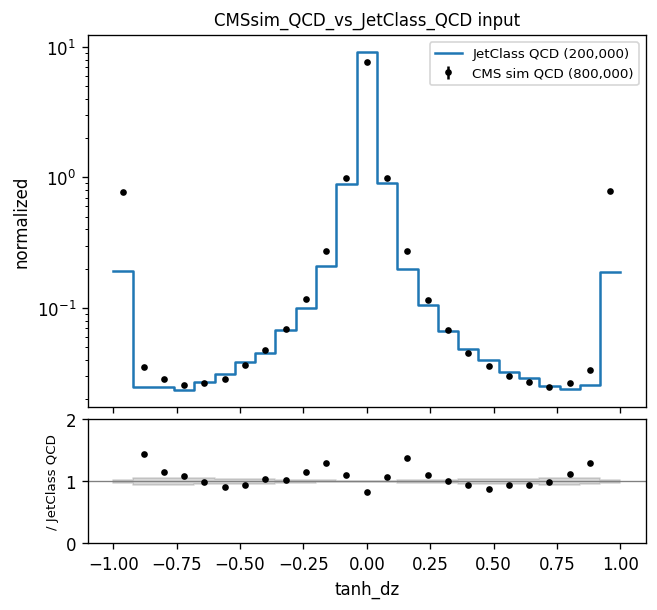 CMSsim_QCD_vs_JetClass_QCD input
10¹
10⁰
10⁻¹
normalized
JetClass QCD (200,000)
CMS sim QCD (800,000)
2
1
0
/ JetClass QCD
−1.00 −0.75 −0.50 −0.25 0.00 0.25 0.50 0.75 1.00
tanh_dz